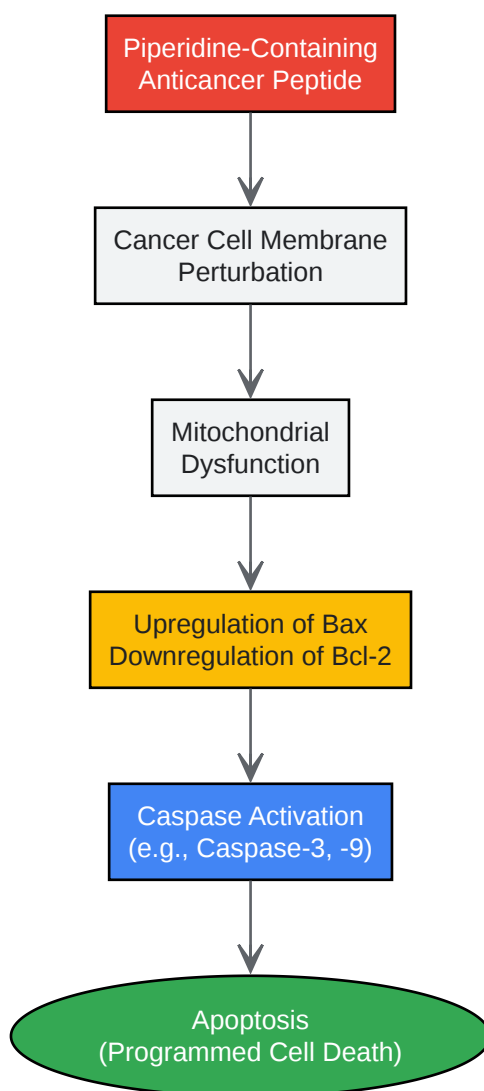 Piperidine-Containing
Anticancer Peptide
Cancer Cell Membrane
Perturbation
Mitochondrial
Dysfunction
Upregulation of Bax
Downregulation of Bcl-2
Caspase Activation
(e.g., Caspase-3, -9)
Apoptosis
(Programmed Cell Death)